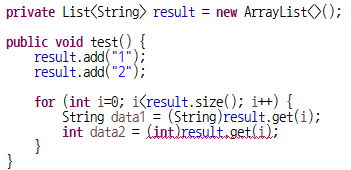 private List<String> result = new ArrayList<>();
public void test() {
result.add("1");
result.add("2");
for (int i=0; i<result.size(); i++) {
String data1 = (String)result.get(i);
int data2 = (int)result.get(i);
}
}